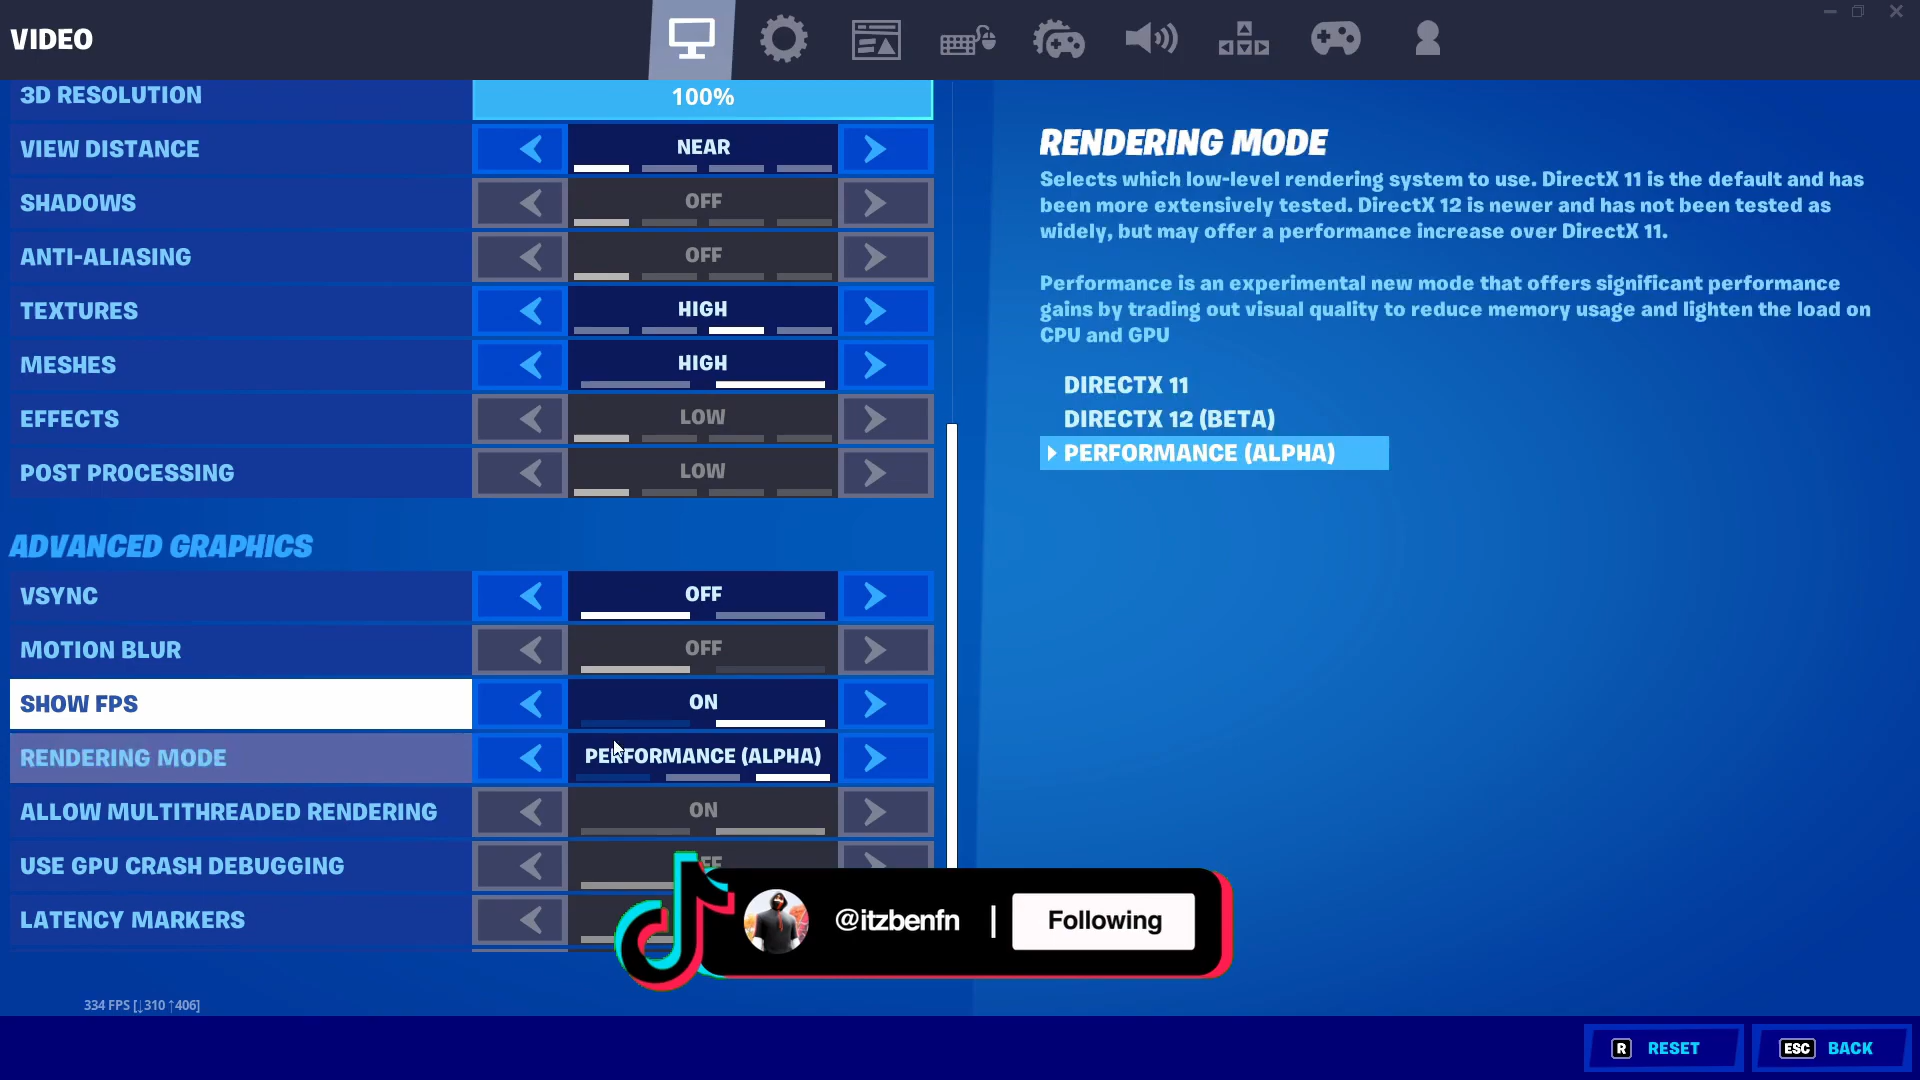 VIDEO
3D RESOLUTION
100%
VIEW DISTANCE
NEAR
SHADOWS
OFF
ANTI-ALIASING
OFF
TEXTURES
HIGH
MESHES
HIGH
EFFECTS
LOW
POST PROCESSING
LOW
ADVANCED GRAPHICS
VSYNC
OFF
MOTION BLUR
OFF
SHOW FPS
ON
RENDERING MODE
PERFORMANCE (ALPHA)
ALLOW MULTITHREADED RENDERING
ON
USE GPU CRASH DEBUGGING
LATENCY MARKERS
334 FPS [↓310 ↑406]
RENDERING MODE
Selects which low-level rendering system to use. DirectX 11 is the default and has
been more extensively tested. DirectX 12 is newer and has not been tested as
widely, but may offer a performance increase over DirectX 11.
Performance is an experimental new mode that offers significant performance
gains by trading out visual quality to reduce memory usage and lighten the load on
CPU and GPU
DIRECTX 11
DIRECTX 12 (BETA)
PERFORMANCE (ALPHA)
@itzbenfn | Following
R RESET
ESC BACK